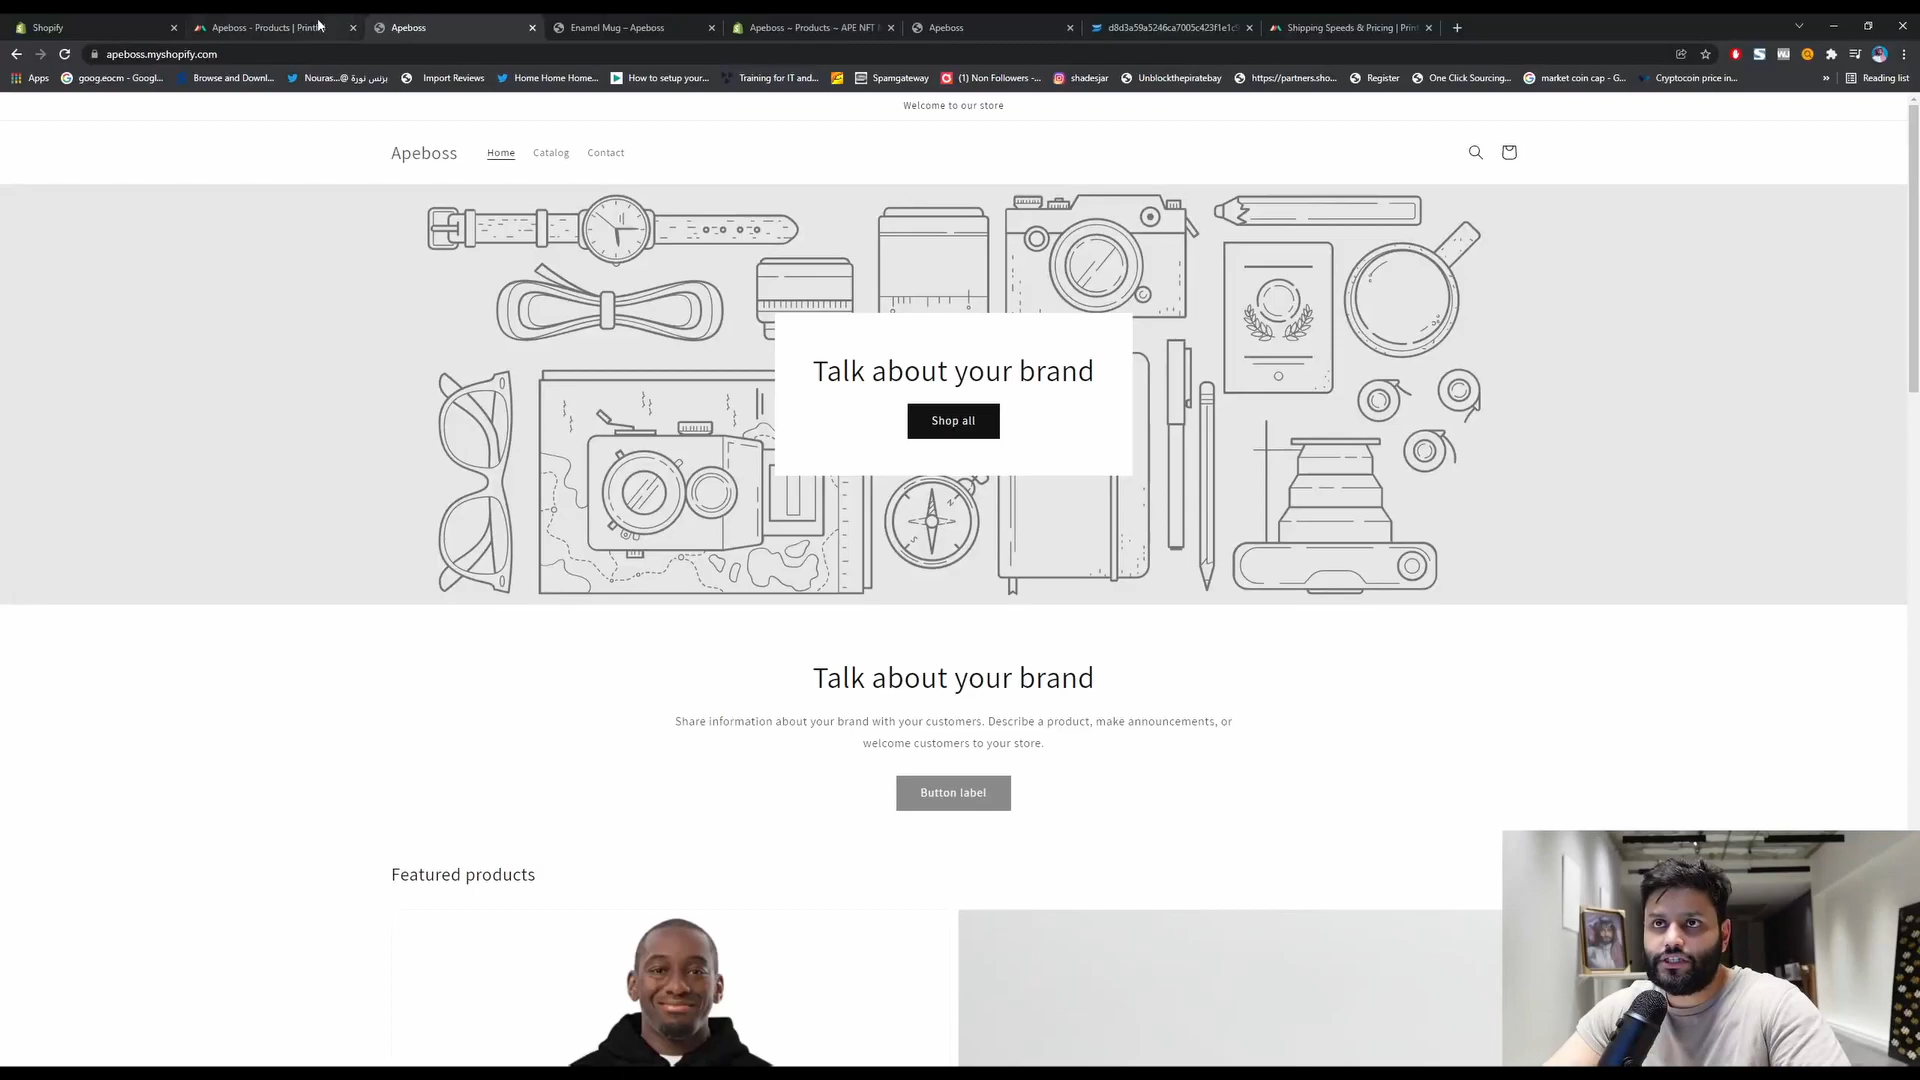 Shopify
Apeboss - Products | Printif
Apeboss
Enamel Mug – Apeboss
Apeboss ~ Products ~ APE NFT
Apeboss
d8d3a59a5246ca7005c423f1e1c
Shipping Speeds & Pricing | Print
apeboss.myshopify.com
Apps
goog.eocm - Googl...
Browse and Downl...
Nouras... @بزنس نورة
Import Reviews
Home Home Home...
How to setup your...
Training for IT and...
Spamgateway
(1) Non Followers -...
shadesjar
Unblockthepiratebay
https://partners.sho...
Register
One Click Sourcing...
market coin cap - G...
Cryptocoin price in...
»
Reading list
Welcome to our store
Apeboss
Home
Catalog
Contact
Talk about your brand
Shop all
Talk about your brand
Share information about your brand with your customers. Describe a product, make announcements, or
welcome customers to your store.
Button label
Featured products